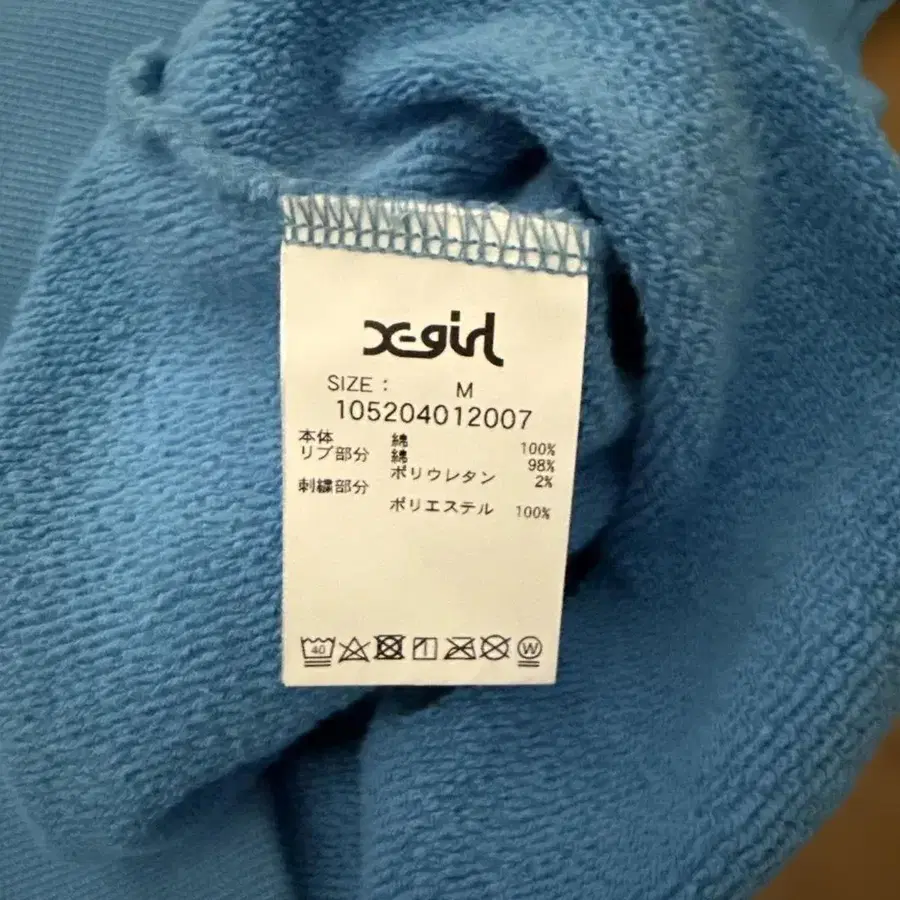 X-girl
SIZE : M
105204012007
本体 綿 100%
リブ部分 綿 98%
ポリウレタン 2%
刺繍部分
ポリエステル 100%
40 W